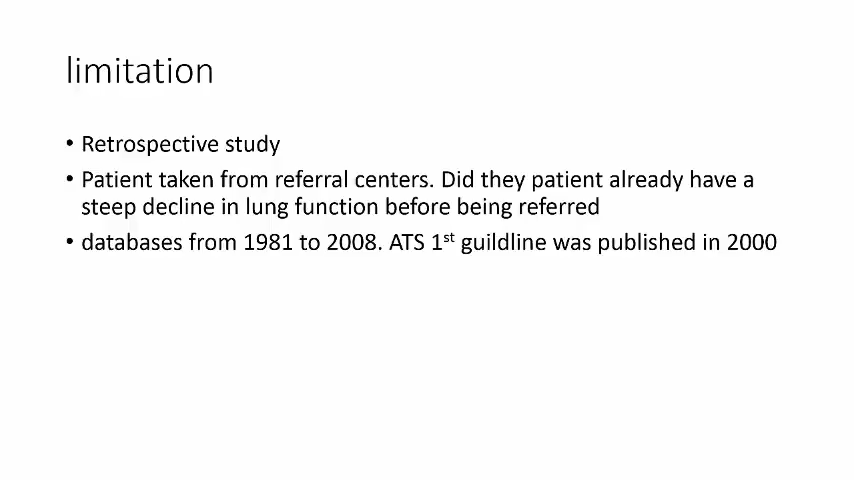 limitation
• Retrospective study
• Patient taken from referral centers. Did they patient already have a
steep decline in lung function before being referred
• databases from 1981 to 2008. ATS 1st guildline was published in 2000